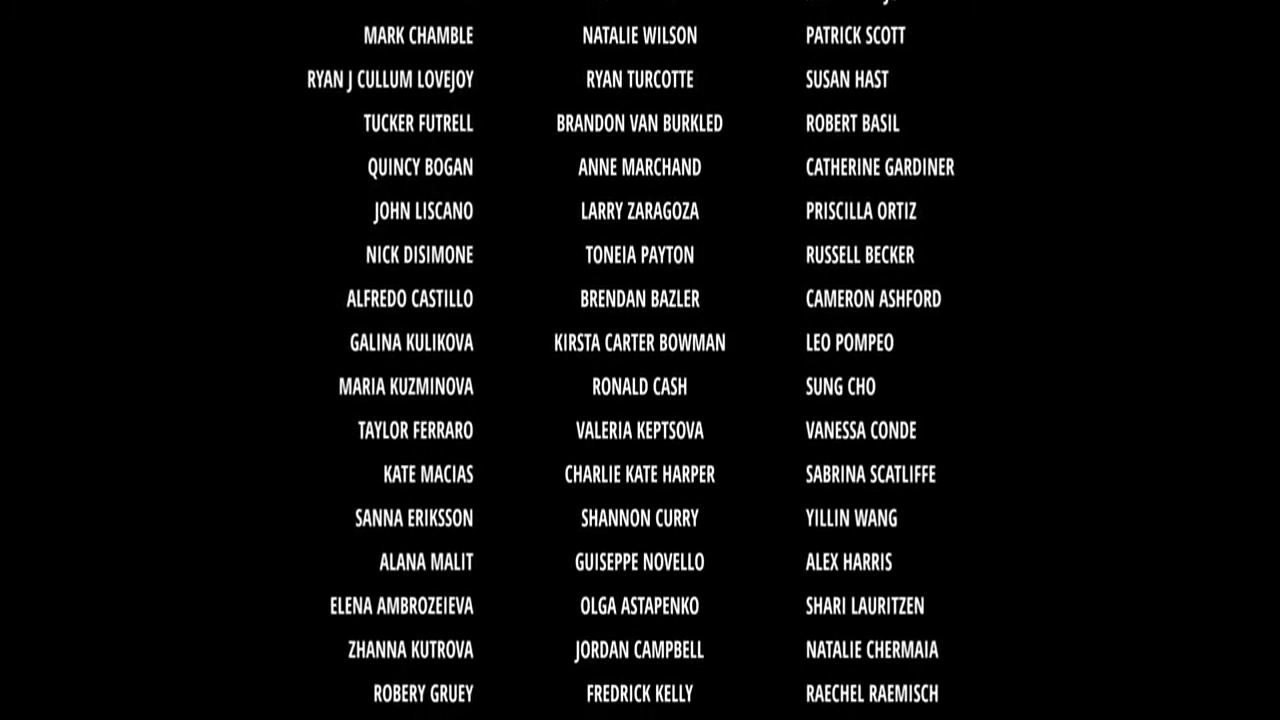 MARK CHAMBLE NATALIE WILSON PATRICK SCOTT
RYAN J CULLUM LOVEJOY RYAN TURCOTTE SUSAN HAST
TUCKER FUTRELL BRANDON VAN BURKLED ROBERT BASIL
QUINCY BOGAN ANNE MARCHAND CATHERINE GARDINER
JOHN LISCANO LARRY ZARAGOZA PRISCILLA ORTIZ
NICK DISIMONE TONEIA PAYTON RUSSELL BECKER
ALFREDO CASTILLO BRENDAN BAZLER CAMERON ASHFORD
GALINA KULIKOVA KIRSTA CARTER BOWMAN LEO POMPEO
MARIA KUZMINOVA RONALD CASH SUNG CHO
TAYLOR FERRARO VALERIA KEPTSOVA VANESSA CONDE
KATE MACIAS CHARLIE KATE HARPER SABRINA SCATLIFFE
SANNA ERIKSSON SHANNON CURRY YILLIN WANG
ALANA MALIT GUISEPPE NOVELLO ALEX HARRIS
ELENA AMBROZEIEVA OLGA ASTAPENKO SHARI LAURITZEN
ZHANNA KUTROVA JORDAN CAMPBELL NATALIE CHERMAIA
ROBERY GRUEY FREDRICK KELLY RAECHEL RAEMISCH